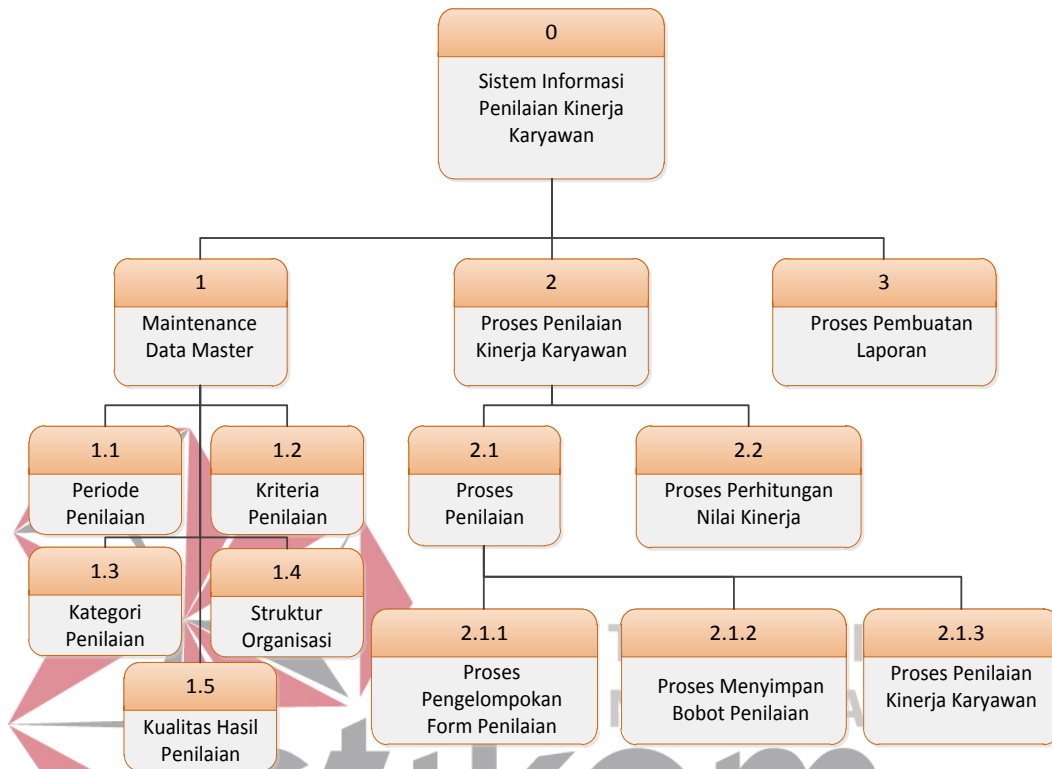 0
Sistem Informasi
Penilaian Kinerja
Karyawan
1
Maintenance
Data Master
2
Proses Penilaian
Kinerja Karyawan
3
Proses Pembuatan
Laporan
1.1
Periode
Penilaian
1.2
Kriteria
Penilaian
2.1
Proses
Penilaian
2.2
Proses Perhitungan
Nilai Kinerja
1.3
Kategori
Penilaian
1.4
Struktur
Organisasi
2.1.1
Proses
Pengelompokan
Form Penilaian
2.1.2
Proses Menyimpan
Bobot Penilaian
2.1.3
Proses Penilaian
Kinerja Karyawan
1.5
Kualitas Hasil
Penilaian